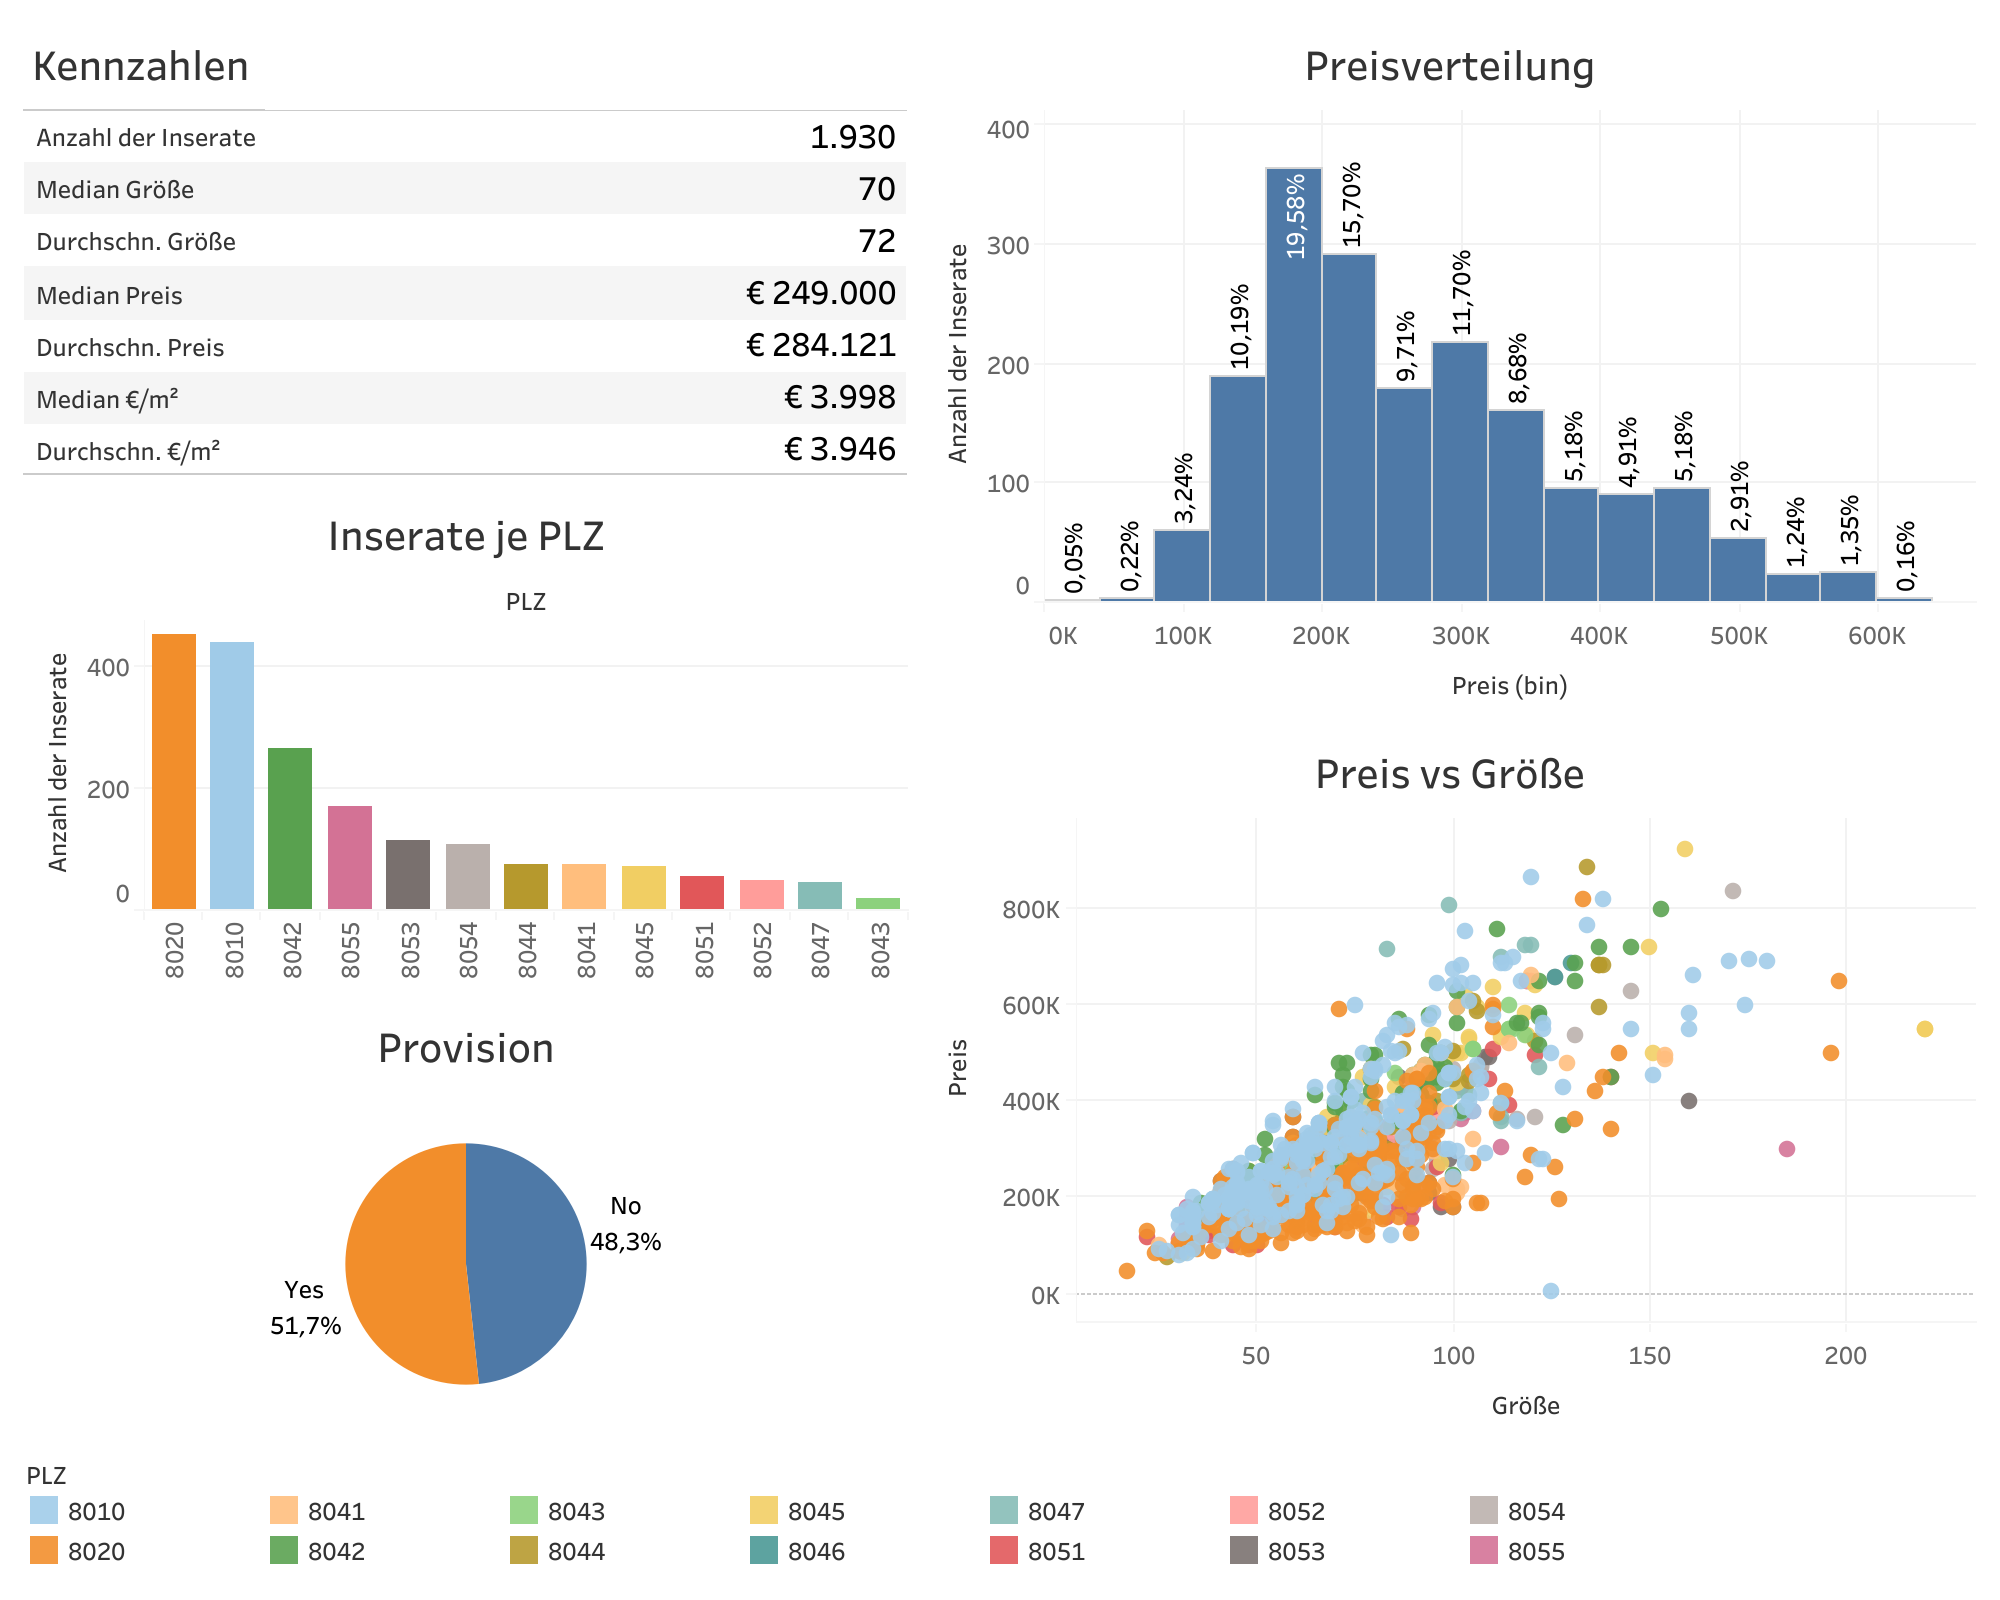 Kennzahlen
Anzahl der Inserate 1.930
Median Größe 70
Durchschn. Größe 72
Median Preis € 249.000
Durchschn. Preis € 284.121
Median €/m² € 3.998
Durchschn. €/m² € 3.946
Inserate je PLZ
PLZ
Anzahl der Inserate
400
200
0
8020 8010 8042 8055 8053 8054 8044 8041 8045 8051 8052 8047 8043
Provision
No
48,3%
Yes
51,7%
Preisverteilung
Anzahl der Inserate
400
300
200
100
0
0,05% 0,22% 3,24% 10,19% 19,58% 15,70% 9,71% 11,70% 8,68% 5,18% 4,91% 5,18% 2,91% 1,24% 1,35% 0,16%
0K 100K 200K 300K 400K 500K 600K
Preis (bin)
Preis vs Größe
Preis
800K
600K
400K
200K
0K
50 100 150 200
Größe
PLZ
8010 8041 8043 8045 8047 8052 8054
8020 8042 8044 8046 8051 8053 8055